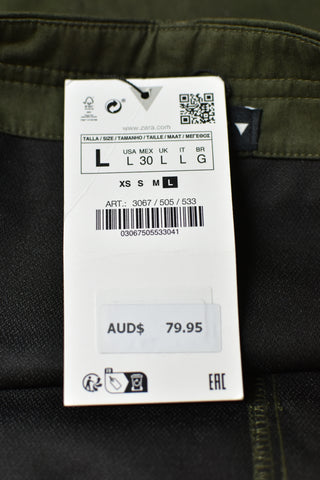 www.zara.com
TALLA / SIZE / TAMANHO / TAILLE / MAAT / ΜΕΓΕΘΟΣ
L USA MEX UK IT BR
L 30 L L G
XS S M L
ART.: 3067 / 505 / 533
03067505533041
AUD$ 79.95
EAC